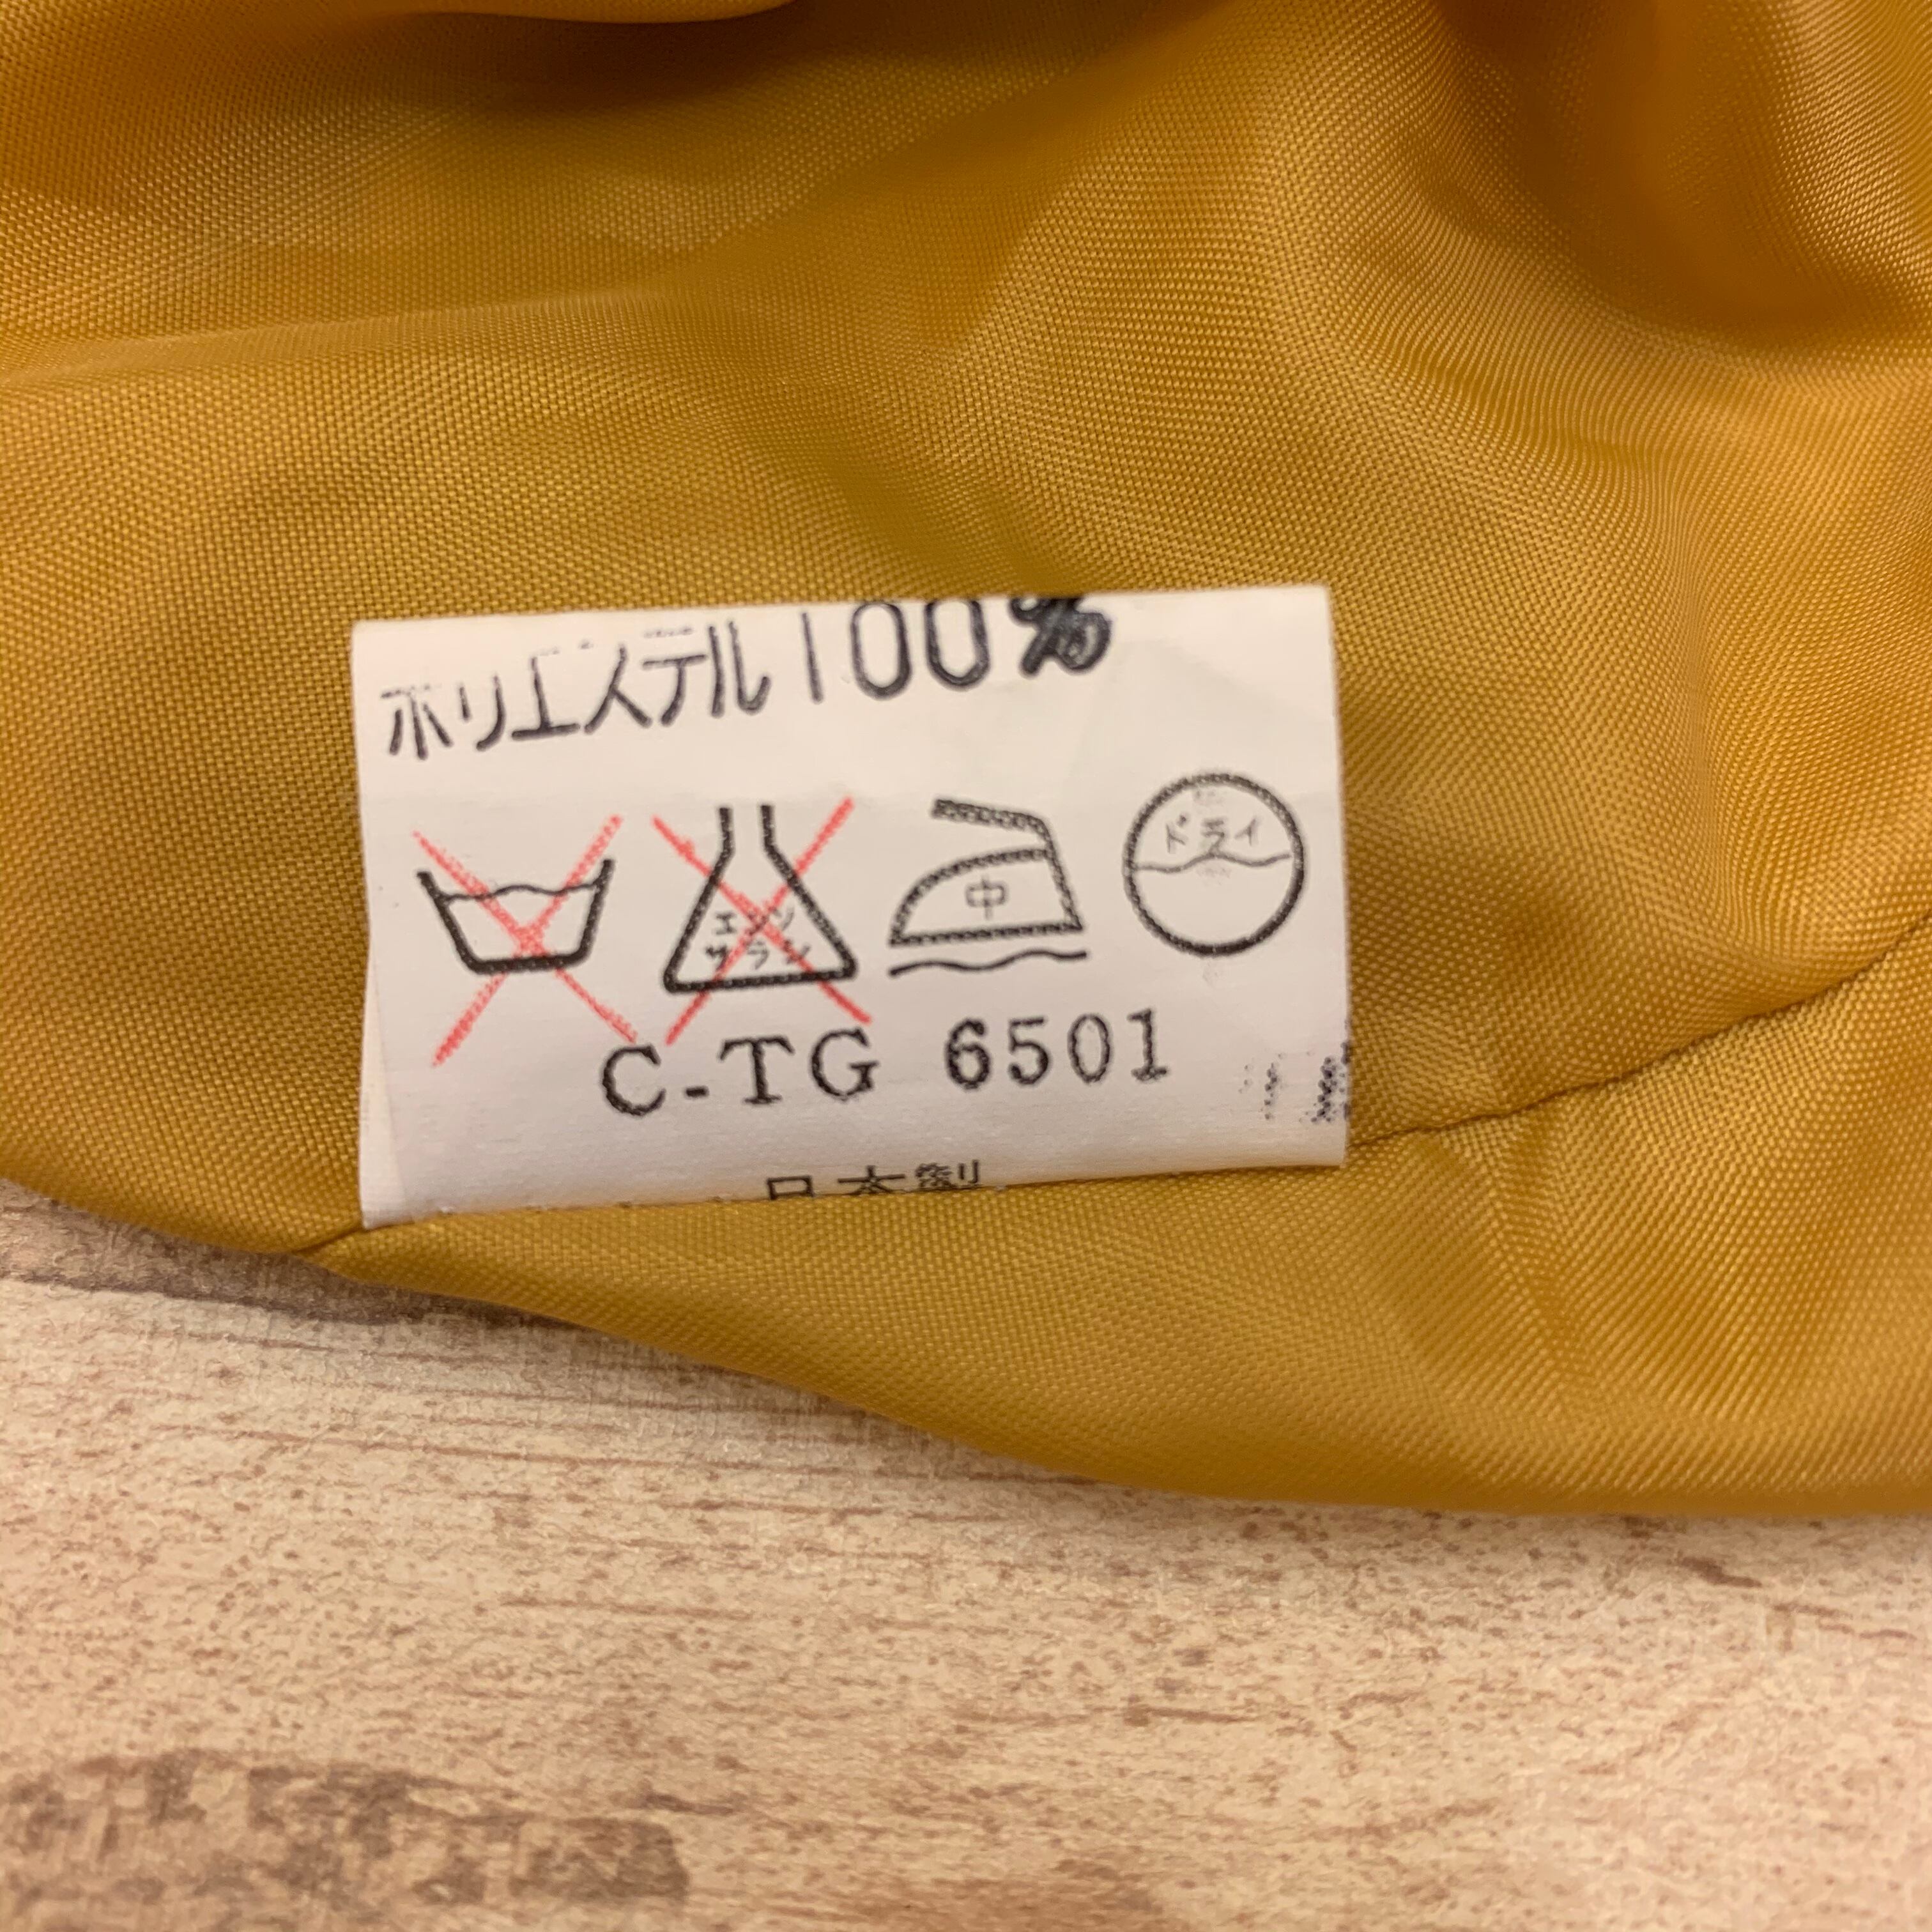 ポリエステル100%
エンソ
サラシ
中
ドライ
C-TG 6501
日本製